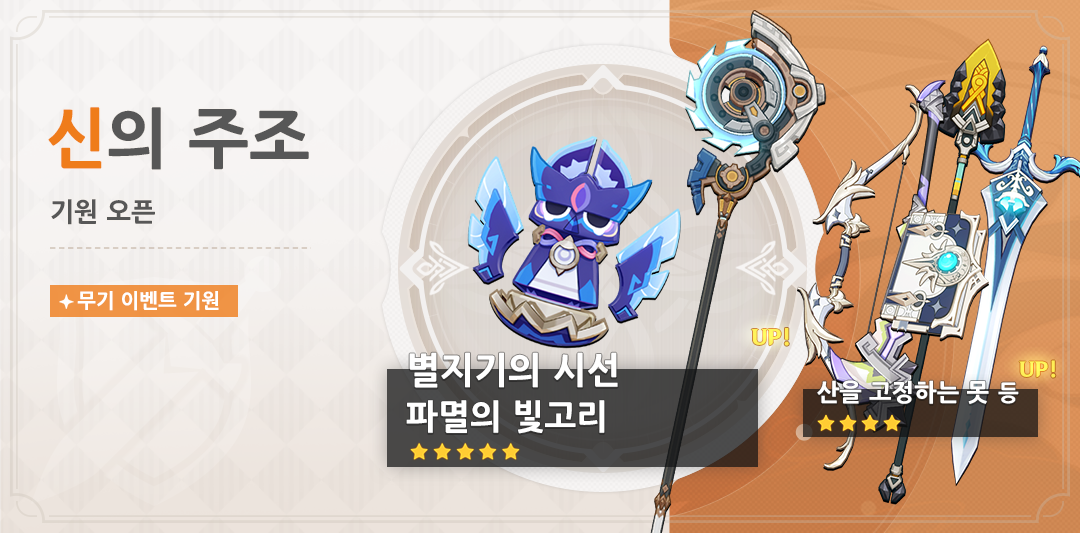 신의 주조
기원 오픈
무기 이벤트 기원
별지기의 시선
파멸의 빛고리
UP!
산을 고정하는 못 등
UP!